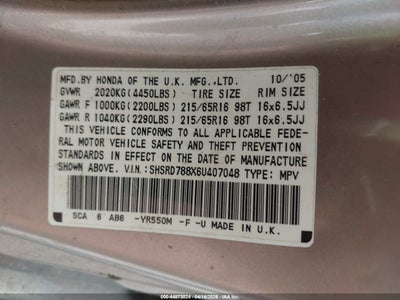 MFD.BY HONDA OF THE U.K. MFG.,LTD. 10/'05
GVWR 2020KG(4450LBS) TIRE SIZE RIM SIZE
GAWR F 1000KG(2200LBS) 215/65R16 98T 16x6.5JJ
GAWR R 1040KG(2290LBS) 215/65R16 98T 16x6.5JJ
THIS VEHICLE CONFORMS TO ALL APPLICABLE FEDE-
RAL MOTOR VEHICLE SAFETY AND THEFT PREVENTION
STANDARDS IN EFFECT ON THE DATE OF MANUFACTURE
SHOWN ABOVE. V.I.N.:SHSRD788X6U407048 TYPE: MPV
SCA 6 AB6 -YR550M -F -U MADE IN U.K.